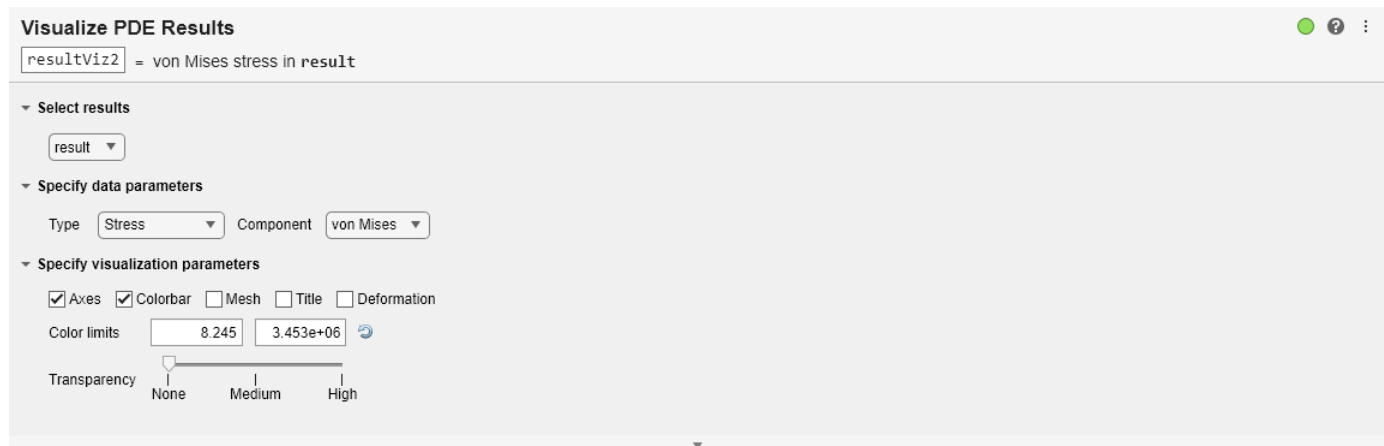 Visualize PDE Results
resultViz2 = von Mises stress in result
Select results
result
Specify data parameters
Type Stress Component von Mises
Specify visualization parameters
Axes Colorbar Mesh Title Deformation
Color limits 8.245 3.453e+06
Transparency
None Medium High